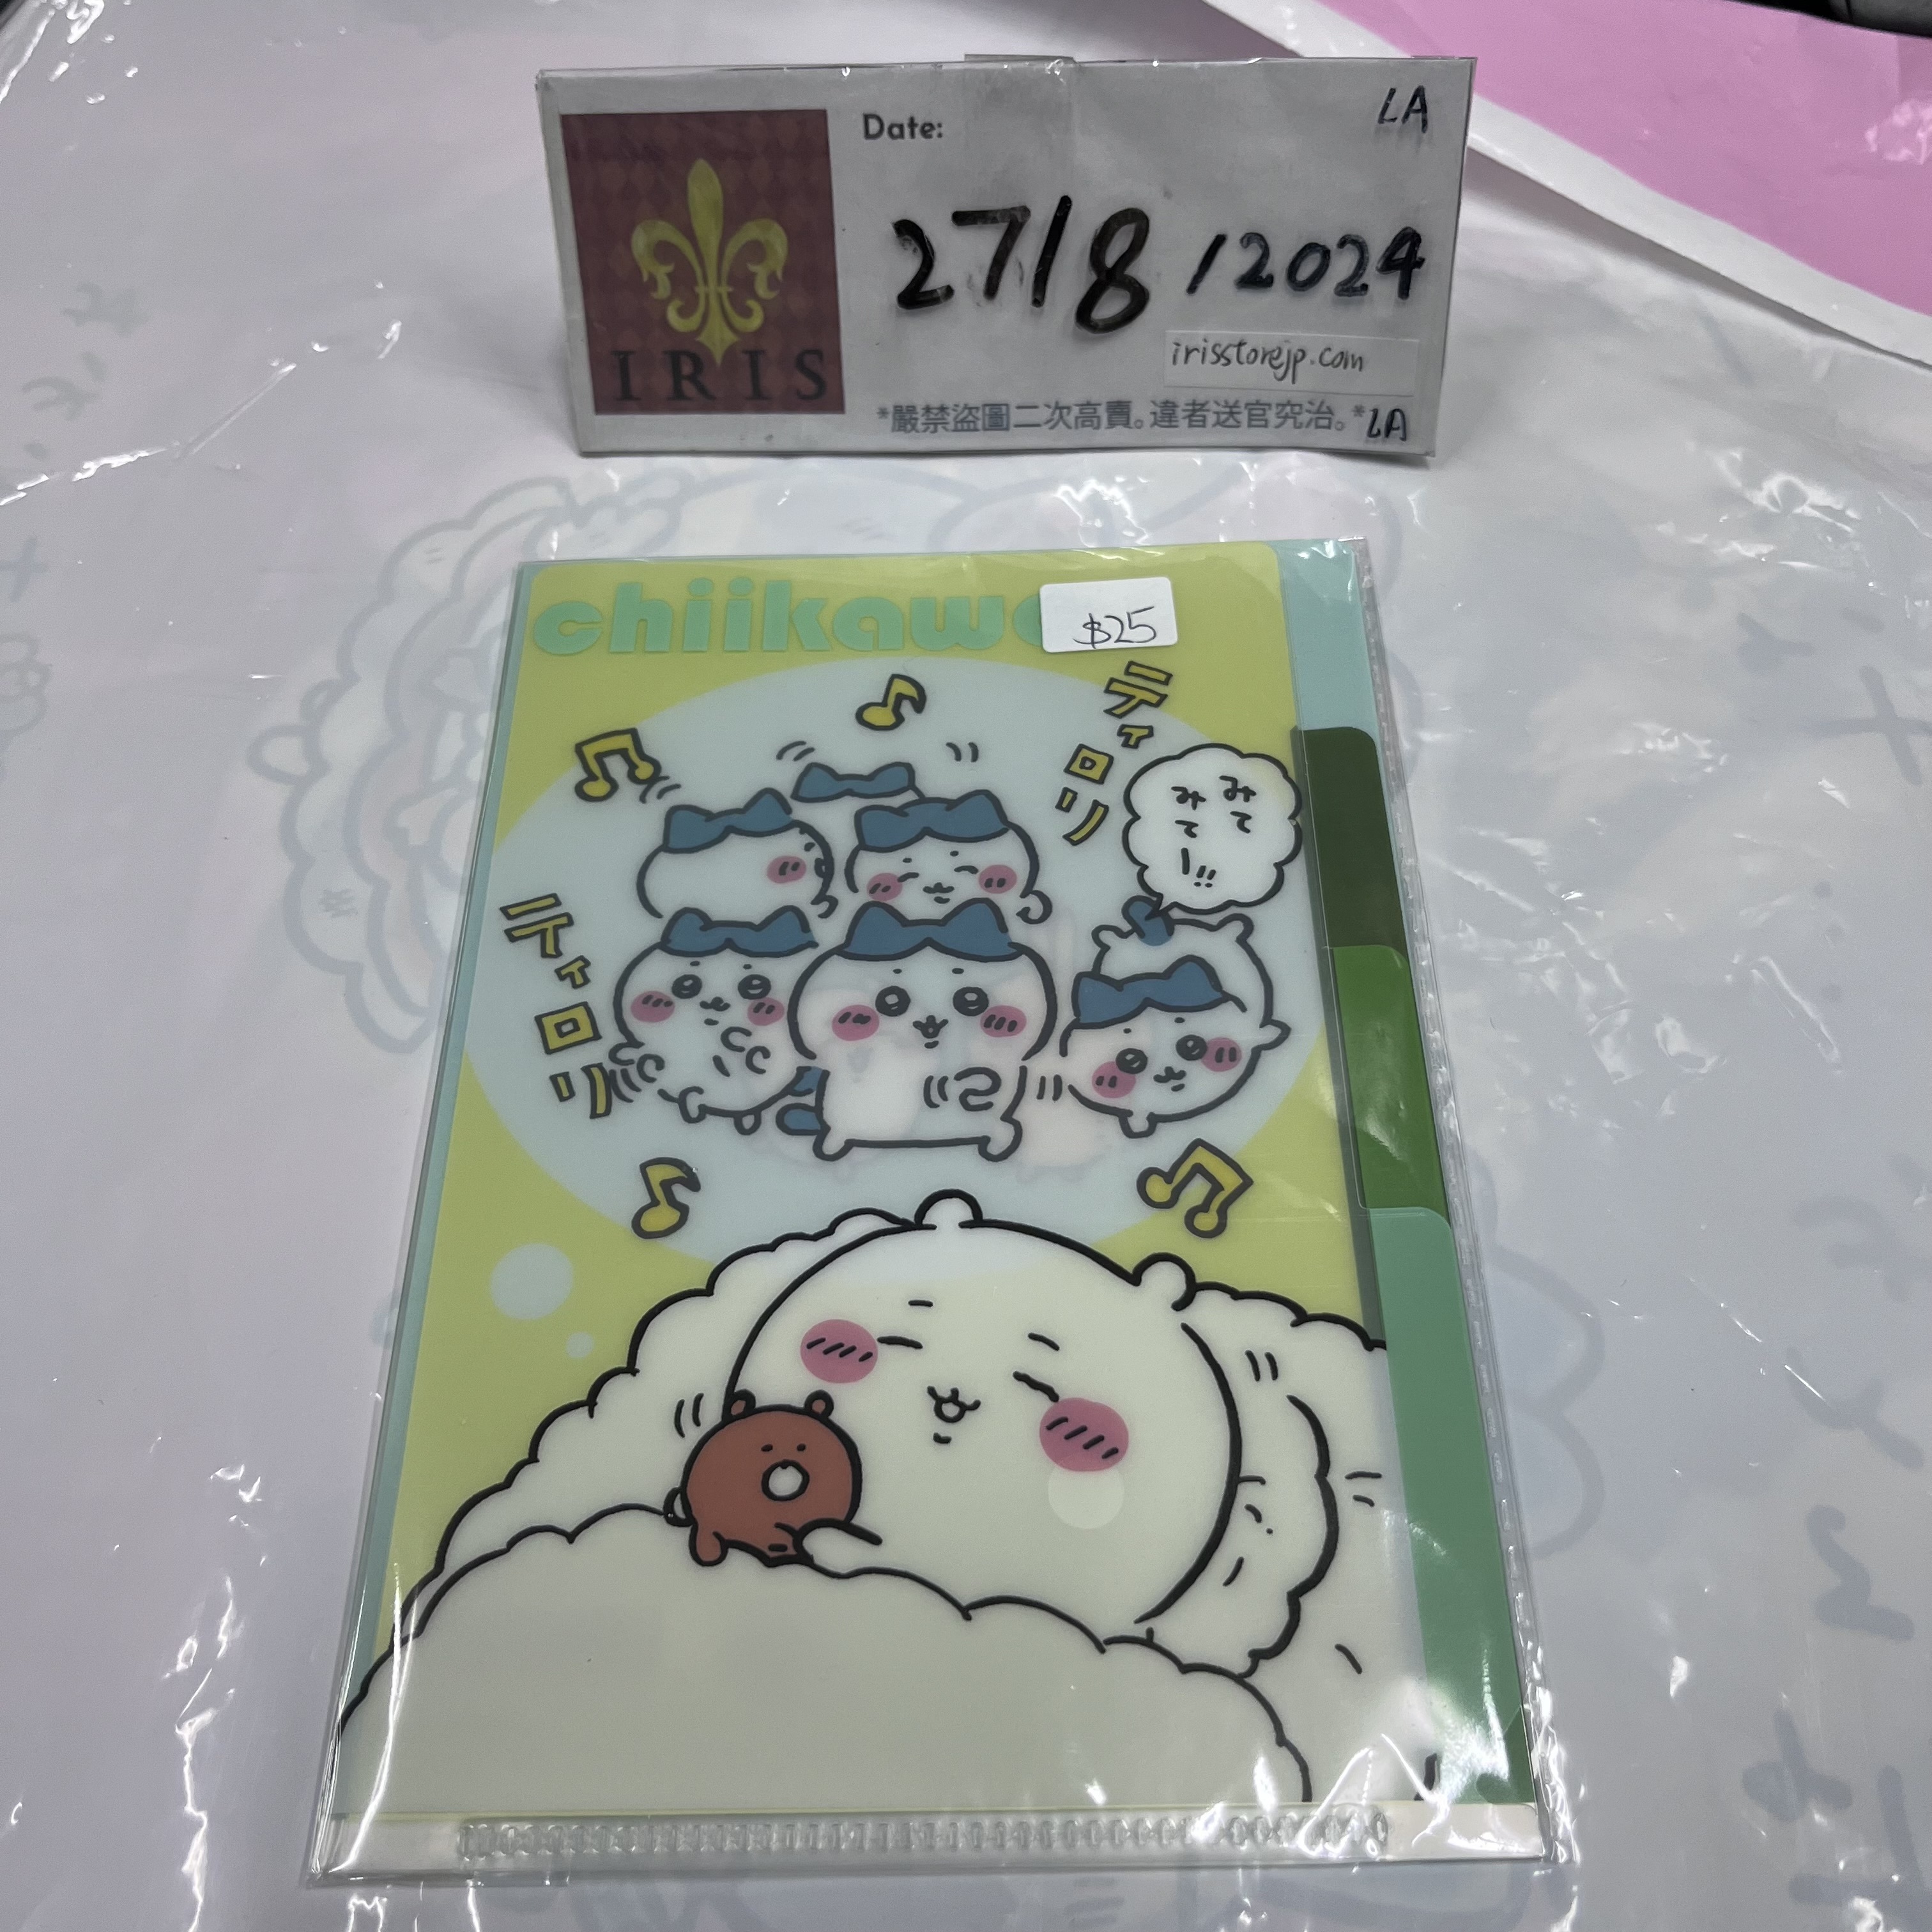 LA
Date:
27/8/2024
IRIS
irisstorejp.com
*嚴禁盜圖二次高賣。違者送官究治。*LA
chiikawa
$25
ティロリ
みて
みてー!!
ティロリ